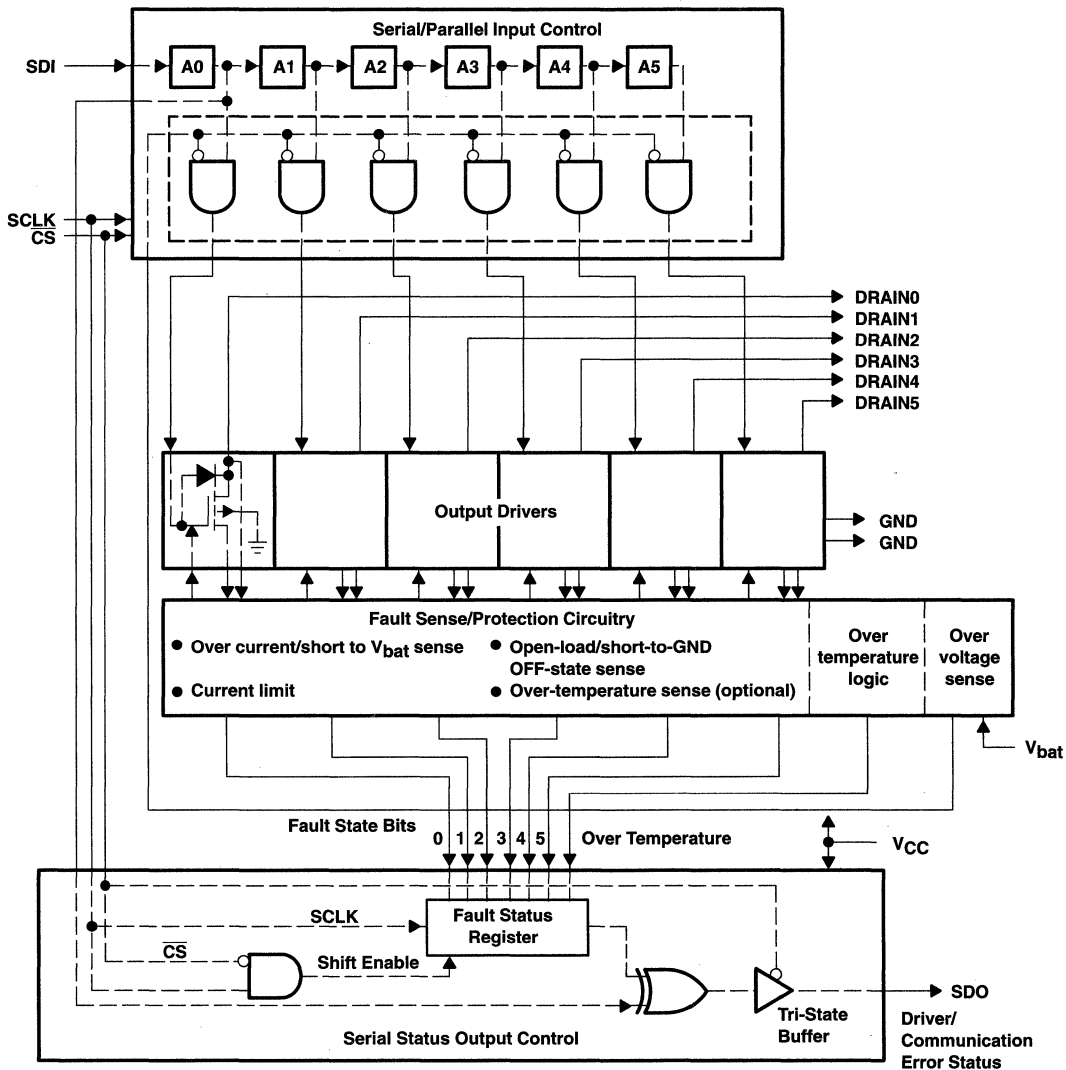 Serial/Parallel Input Control
SDI
A0
A1
A2
A3
A4
A5
SCLK
C̅S̅
DRAIN0
DRAIN1
DRAIN2
DRAIN3
DRAIN4
DRAIN5
Output Drivers
GND
GND
Fault Sense/Protection Circuitry
● Over current/short to Vbat sense
● Current limit
● Open-load/short-to-GND
OFF-state sense
● Over-temperature sense (optional)
Over
temperature
logic
Over
voltage
sense
Vbat
Fault State Bits
0 1 2 3 4 5
Over Temperature
VCC
SCLK
Fault Status
Register
C̅S̅
Shift Enable
Tri-State
Buffer
SDO
Driver/
Communication
Error Status
Serial Status Output Control